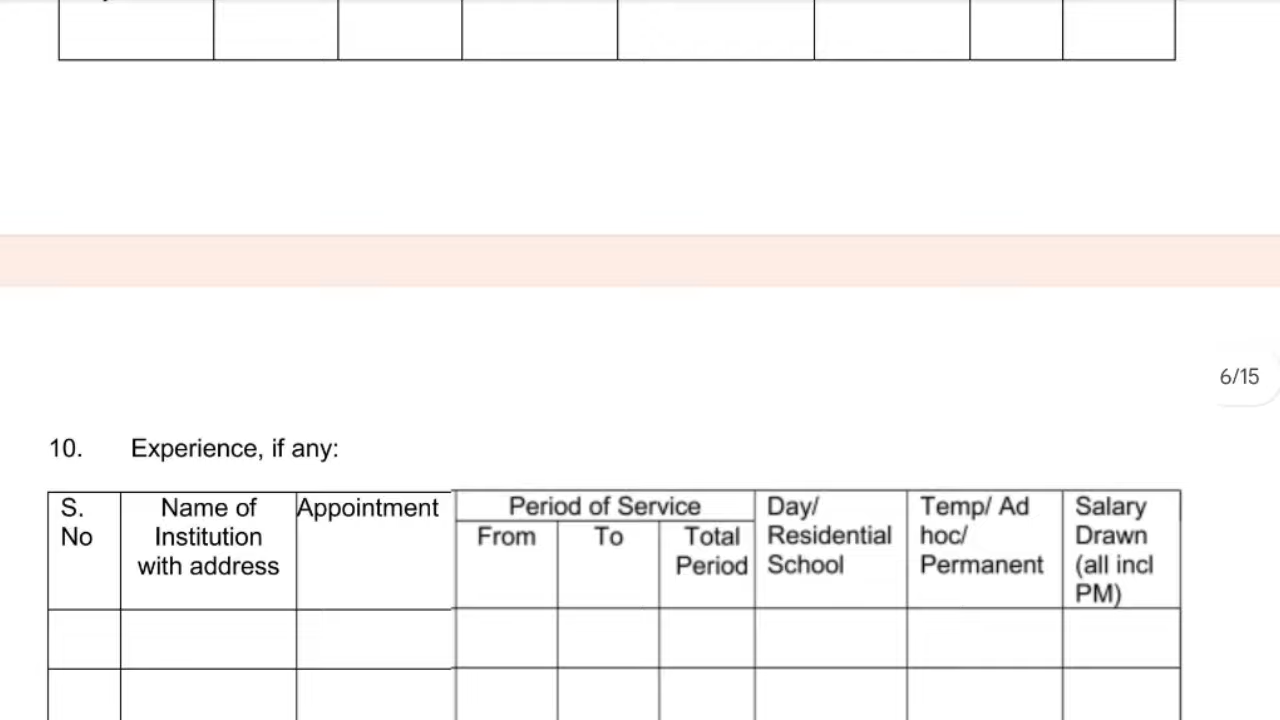 6/15
10. Experience, if any:
S. No
Name of Institution with address
Appointment
Period of Service
From
To
Total Period
Day/ Residential School
Temp/ Ad hoc/ Permanent
Salary Drawn (all incl PM)